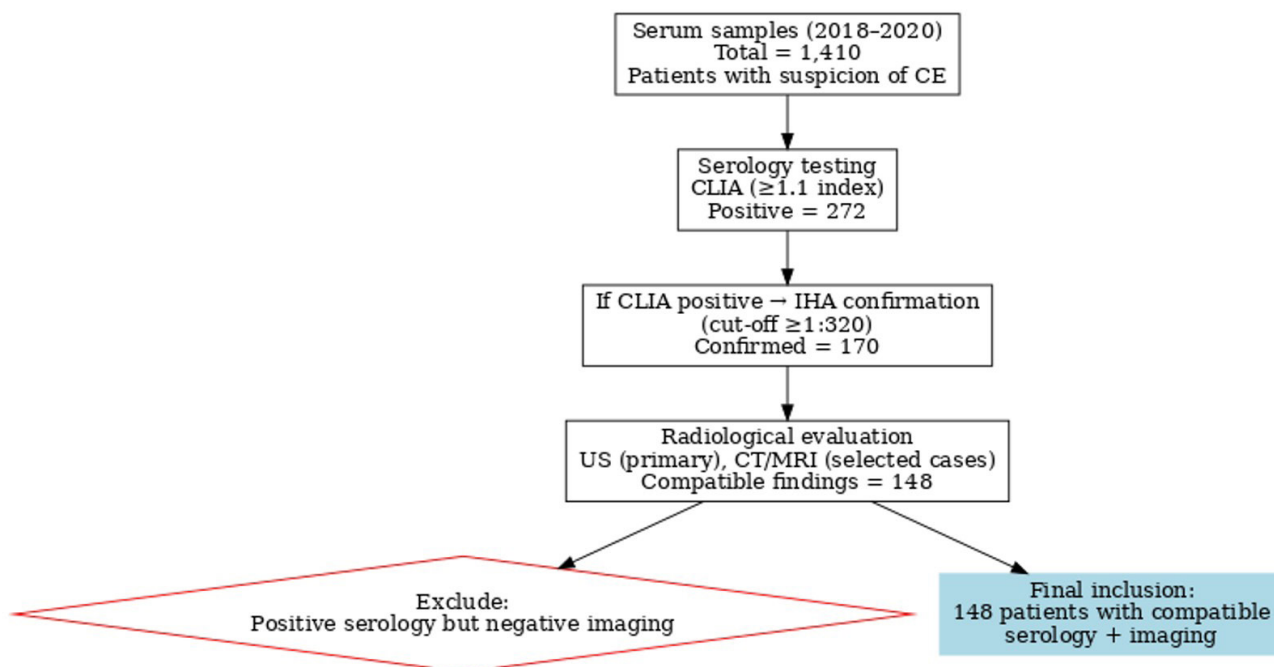 Serum samples (2018–2020)
Total = 1,410
Patients with suspicion of CE
Serology testing
CLIA (≥1.1 index)
Positive = 272
If CLIA positive → IHA confirmation
(cut-off ≥1:320)
Confirmed = 170
Radiological evaluation
US (primary), CT/MRI (selected cases)
Compatible findings = 148
Exclude:
Positive serology but negative imaging
Final inclusion:
148 patients with compatible
serology + imaging